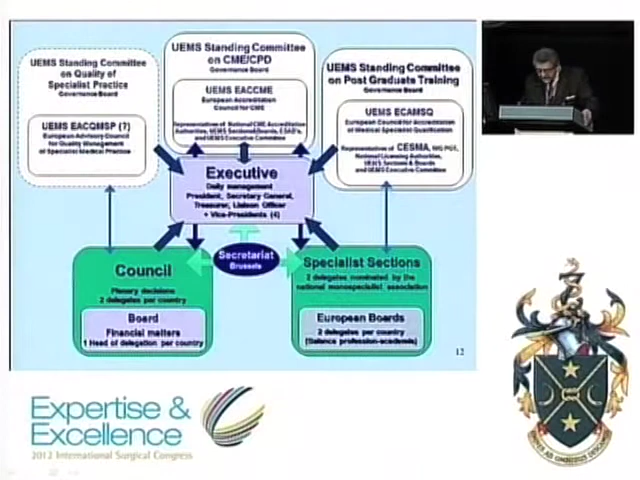 UEMS Standing Committee
on Quality of
Specialist Practice
Governance Board
UEMS EACQMSP (?)
European Advisory Council
for Quality Management
of Specialist Medical Practice
UEMS Standing Committee
on CME/CPD
Governance Board
UEMS EACCME
European Accreditation
Council for CME
Representatives of National CME Accreditation
Authorities, UEMS Sections/Boards, ESAB's,
and UEMS Executive Committee
UEMS Standing Committee
on Post Graduate Training
Governance Board
UEMS ECAMSQ
European Council for Accreditation
of Medical Specialist Qualification
Representatives of CESMA, WG PGT,
National Licensing Authorities,
UEMS Sections & Boards
and UEMS Executive Committee
Executive
Daily management
President, Secretary General,
Treasurer, Liaison Officer
+ Vice-Presidents (4)
Secretariat
Brussels
Council
Plenary decisions
2 delegates per country
Board
Financial matters
1 Head of delegation per country
Specialist Sections
2 delegates nominated by the
national monospecialist association
European Boards
2 delegates per country
(Balance profession-academia)
12
Expertise &
Excellence
2012 International Surgical Congress